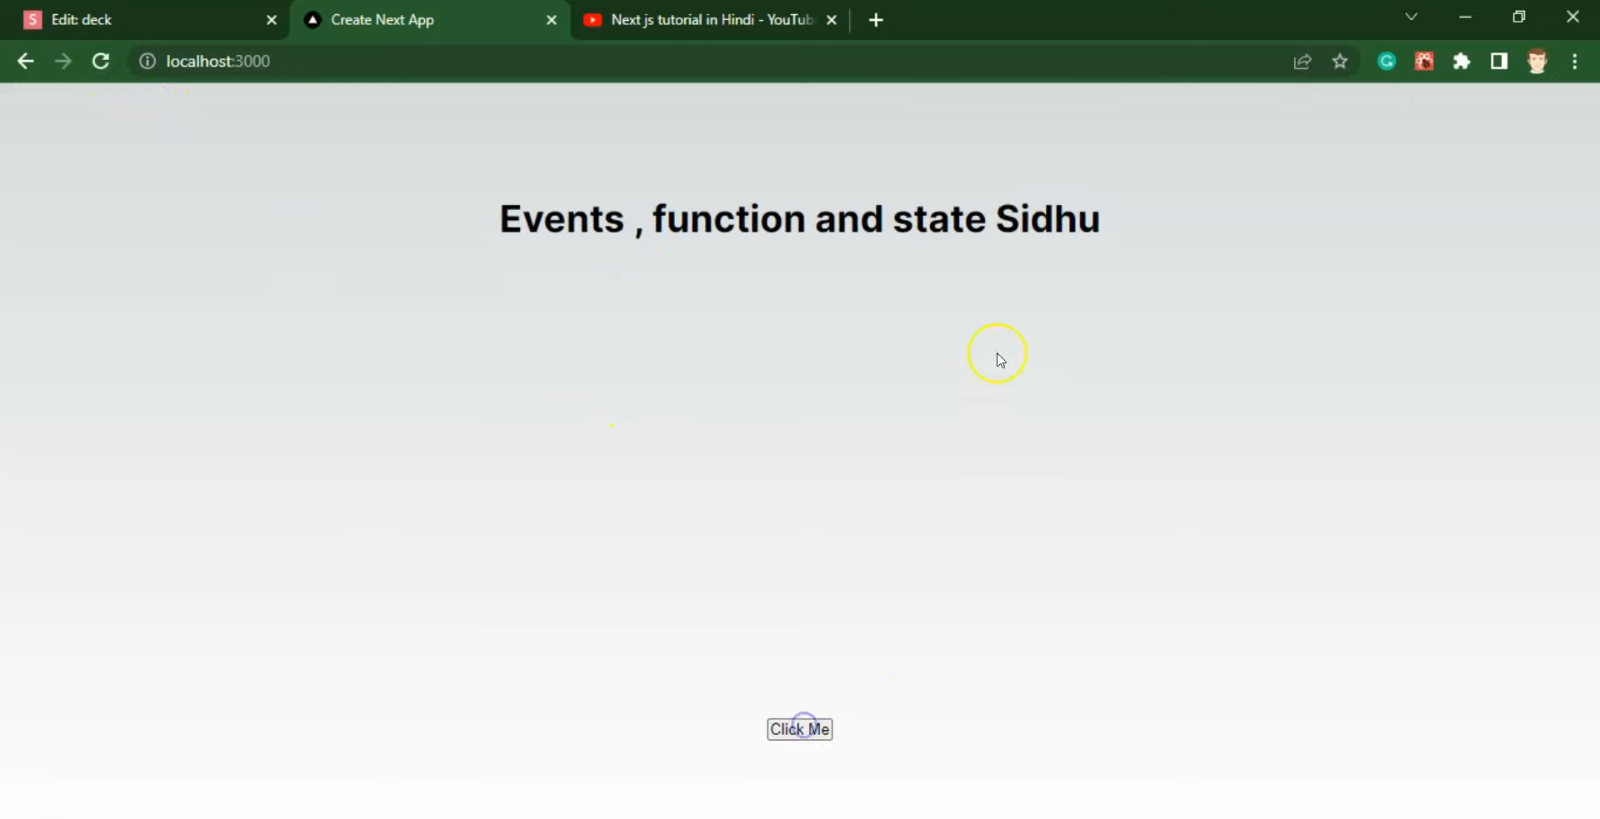 Edit: deck
Create Next App
Next js tutorial in Hindi - YouTub
localhost:3000
Events , function and state Sidhu
Click Me